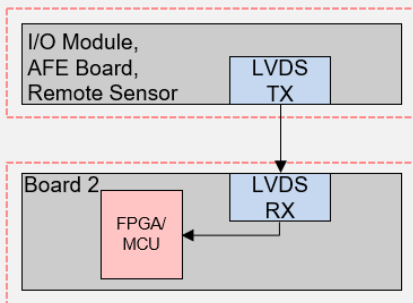 I/O Module,
AFE Board,
Remote Sensor
LVDS
TX
Board 2
LVDS
RX
FPGA/
MCU